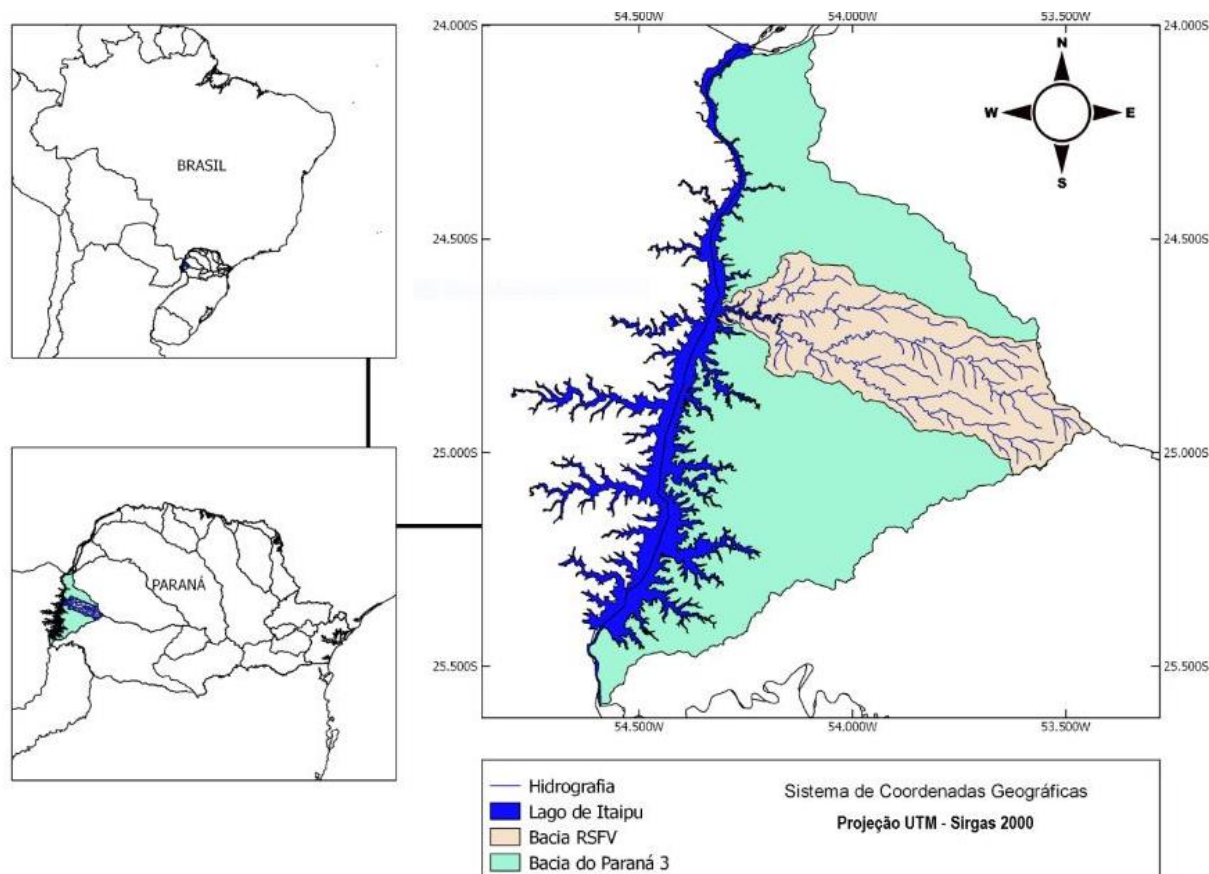 BRASIL
PARANÁ
54.500W 54.000W 53.500W
24.000S 24.000S
N
W E
S
24.500S 24.500S
25.000S 25.000S
25.500S 25.500S
54.500W 54.000W 53.500W
Hidrografia
Lago de Itaipu
Bacia RSFV
Bacia do Paraná 3
Sistema de Coordenadas Geográficas
Projeção UTM - Sirgas 2000